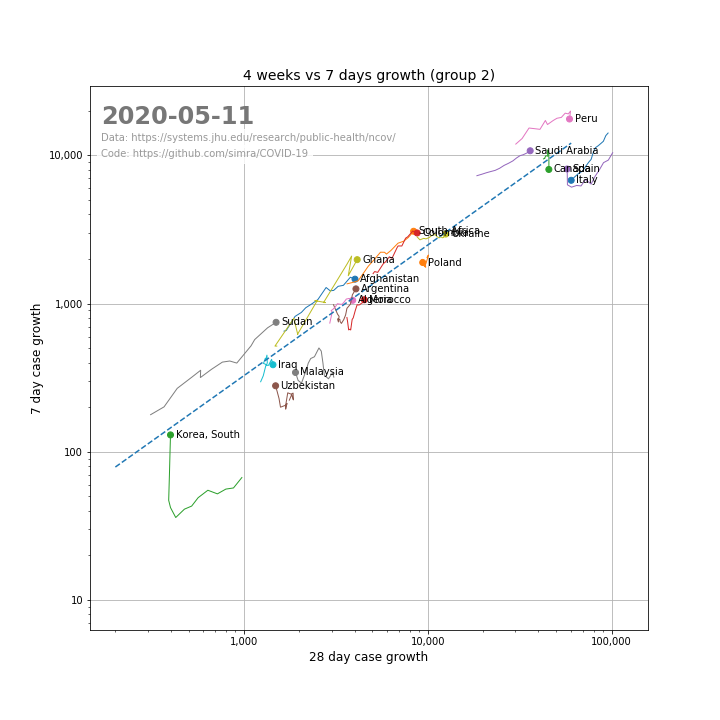 4 weeks vs 7 days growth (group 2)
2020-05-11
Data: https://systems.jhu.edu/research/public-health/ncov/
Code: https://github.com/simra/COVID-19
Peru
Saudi Arabia
10,000
Canada
Spain
Italy
South Africa
Colombia
Ukraine
Ghana
Poland
Afghanistan
Argentina
Algeria
Morocco
1,000
Sudan
Iraq
Malaysia
Uzbekistan
Korea, South
100
10
7 day case growth
1,000
10,000
100,000
28 day case growth